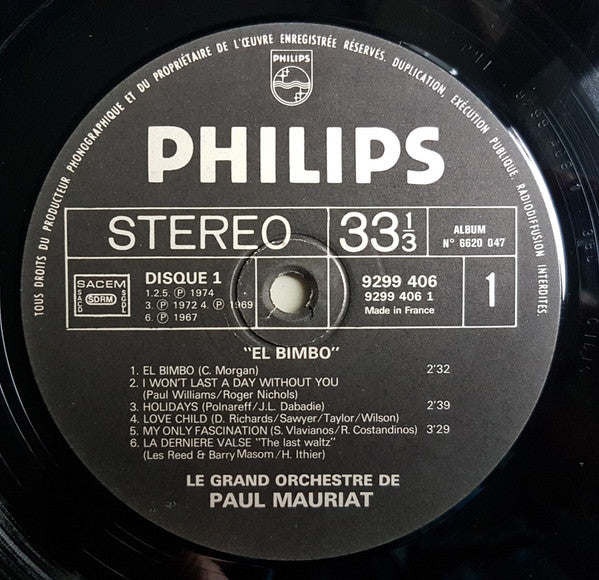 TOUS DROITS DU PRODUCTEUR PHONOGRAPHIQUE ET DU PROPRIÉTAIRE DE L'ŒUVRE ENREGISTRÉE RÉSERVÉS. DUPLICATION, EXÉCUTION PUBLIQUE, RADIODIFFUSION INTERDITES.
PHILIPS
PHILIPS
STEREO 33 1/3 ALBUM
N° 6620 047
SACEM
SACD SDRM SGDL
DISQUE 1
1.2.5. ℗ 1974
3. ℗ 1972 4. ℗ 1969
6. ℗ 1967
9299 406
9299 406 1
Made in France
1
"EL BIMBO"
1. EL BIMBO (C. Morgan) 2'32
2. I WON'T LAST A DAY WITHOUT YOU
(Paul Williams/Roger Nichols)
3. HOLIDAYS (Polnareff/J.L. Dabadie) 2'39
4. LOVE CHILD (D. Richards/Sawyer/Taylor/Wilson)
5. MY ONLY FASCINATION (S. Vlavianos/R. Costandinos) 3'29
6. LA DERNIERE VALSE "The last waltz"
(Les Reed & Barry Masom/H. Ithier)
LE GRAND ORCHESTRE DE
PAUL MAURIAT